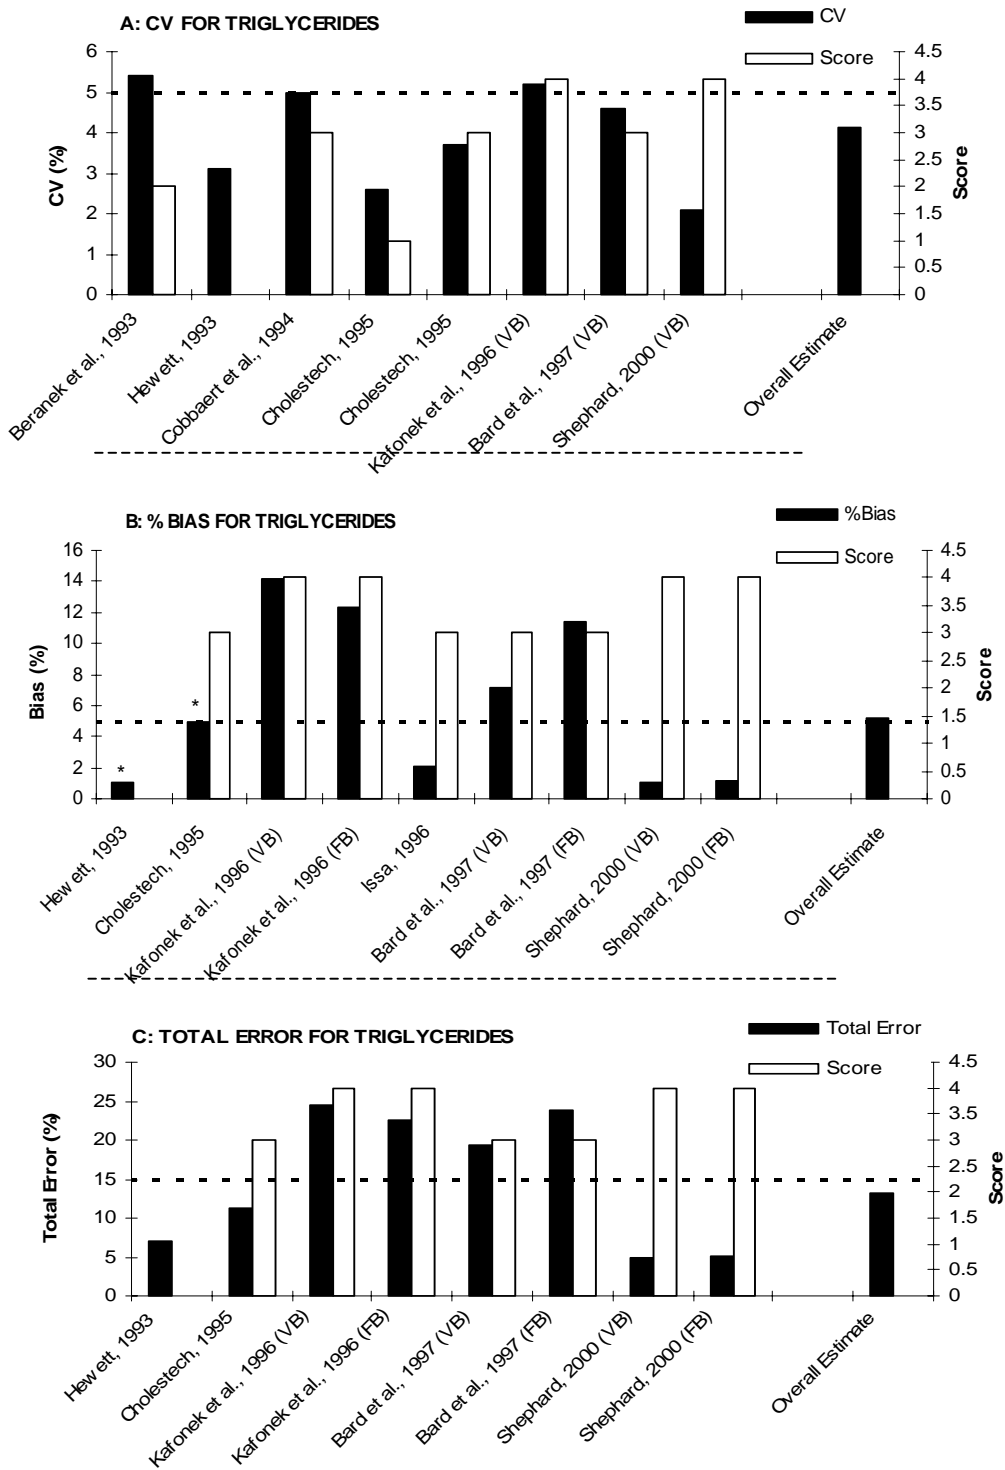 A: CV FOR TRIGLYCERIDES
CV
Score
6
5
4
3
2
1
0
CV (%)
4.5
4
3.5
3
2.5
2
1.5
1
0.5
0
Score
Beranek et al., 1993
Hewett, 1993
Cobbaert et al., 1994
Cholestech, 1995
Cholestech, 1995
Kafonek et al., 1996 (VB)
Bard et al., 1997 (VB)
Shephard, 2000 (VB)
Overall Estimate
B: % BIAS FOR TRIGLYCERIDES
%Bias
Score
16
14
12
10
8
6
4
2
0
Bias (%)
*
*
4.5
4
3.5
3
2.5
2
1.5
1
0.5
0
Score
Hewett, 1993
Cholestech, 1995
Kafonek et al., 1996 (VB)
Kafonek et al., 1996 (FB)
Issa, 1996
Bard et al., 1997 (VB)
Bard et al., 1997 (FB)
Shephard, 2000 (VB)
Shephard, 2000 (FB)
Overall Estimate
C: TOTAL ERROR FOR TRIGLYCERIDES
Total Error
Score
30
25
20
15
10
5
0
Total Error (%)
4.5
4
3.5
3
2.5
2
1.5
1
0.5
0
Score
Hewett, 1993
Cholestech, 1995
Kafonek et al., 1996 (VB)
Kafonek et al., 1996 (FB)
Bard et al., 1997 (VB)
Bard et al., 1997 (FB)
Shephard, 2000 (VB)
Shephard, 2000 (FB)
Overall Estimate